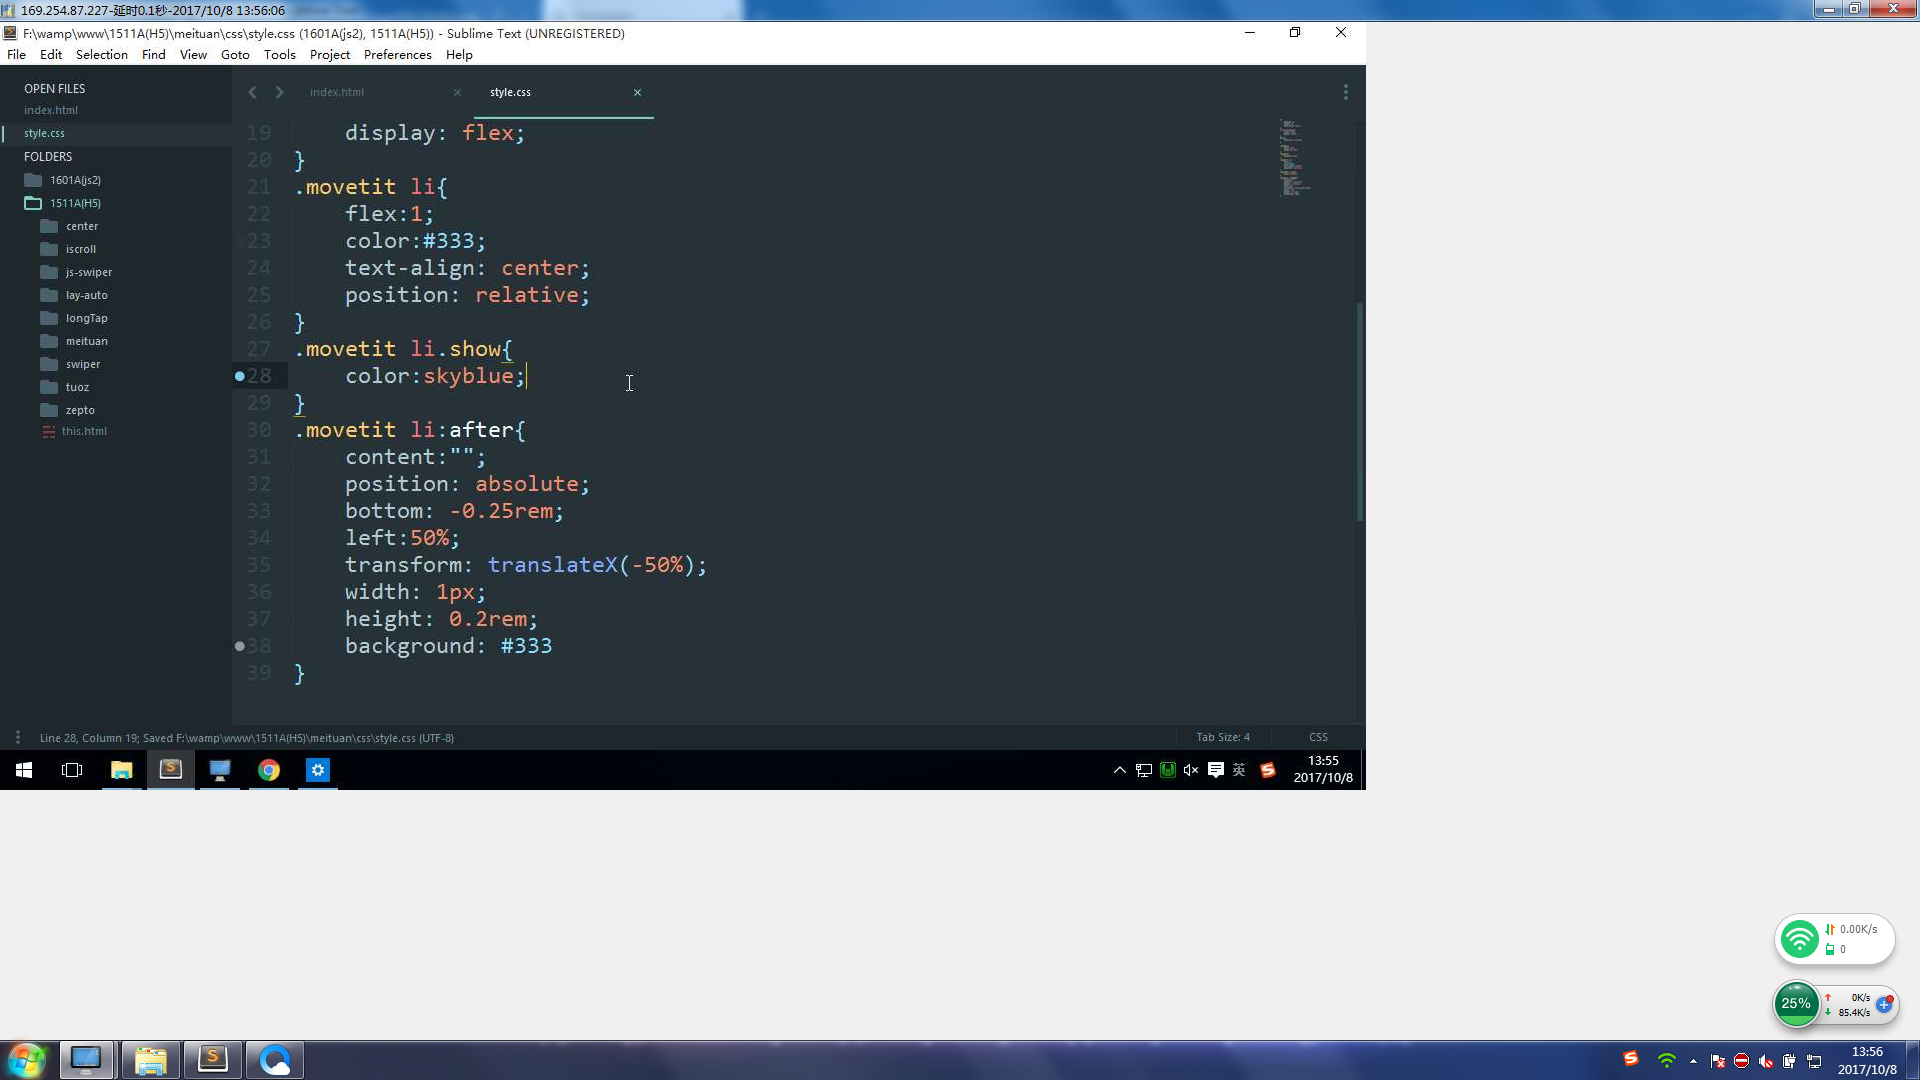 169.254.87.227-延时0.1秒-2017/10/8 13:56:06
F:\wamp\www\1511A(H5)\meituan\css\style.css (1601A(js2), 1511A(H5)) - Sublime Text (UNREGISTERED)
File Edit Selection Find View Goto Tools Project Preferences Help
OPEN FILES
index.html
style.css
FOLDERS
1601A(js2)
1511A(H5)
center
iscroll
js-swiper
lay-auto
longTap
meituan
swiper
tuoz
zepto
this.html
index.html
style.css
19 display: flex;
20 }
21 .movetit li{
22 flex:1;
23 color:#333;
24 text-align: center;
25 position: relative;
26 }
27 .movetit li.show{
28 color:skyblue;
29 }
30 .movetit li:after{
31 content:"";
32 position: absolute;
33 bottom: -0.25rem;
34 left:50%;
35 transform: translateX(-50%);
36 width: 1px;
37 height: 0.2rem;
38 background: #333
39 }
Line 28, Column 19; Saved F:\wamp\www\1511A(H5)\meituan\css\style.css (UTF-8)
Tab Size: 4
CSS
英
13:55
2017/10/8
0.00K/s
0
25%
0K/s
85.4K/s
13:56
2017/10/8